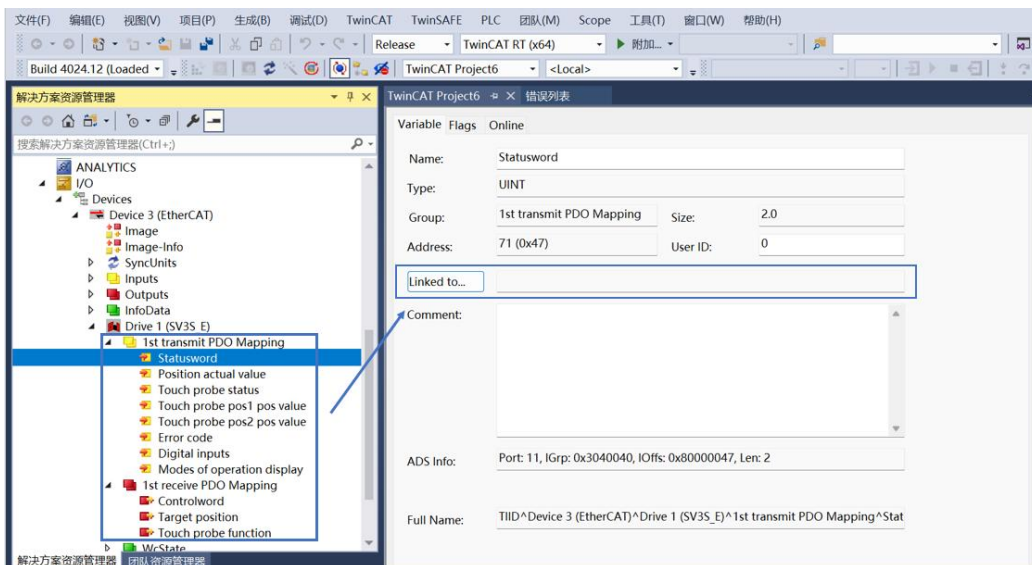 文件(F) 编辑(E) 视图(V) 项目(P) 生成(B) 调试(D) TwinCAT TwinSAFE PLC 团队(M) Scope 工具(T) 窗口(W) 帮助(H)
Release TwinCAT RT (x64) 附加...
Build 4024.12 (Loaded TwinCAT Project6 <Local>
解决方案资源管理器
搜索解决方案资源管理器(Ctrl+;)
ANALYTICS
I/O
Devices
Device 3 (EtherCAT)
Image
Image-Info
SyncUnits
Inputs
Outputs
InfoData
Drive 1 (SV3S_E)
1st transmit PDO Mapping
Statusword
Position actual value
Touch probe status
Touch probe pos1 pos value
Touch probe pos2 pos value
Error code
Digital inputs
Modes of operation display
1st receive PDO Mapping
Controlword
Target position
Touch probe function
WcState
解决方案资源管理器 团队资源管理器
TwinCAT Project6 错误列表
Variable Flags Online
Name: Statusword
Type: UINT
Group: 1st transmit PDO Mapping Size: 2.0
Address: 71 (0x47) User ID: 0
Linked to...
Comment:
ADS Info: Port: 11, IGrp: 0x3040040, IOffs: 0x80000047, Len: 2
Full Name: TIID^Device 3 (EtherCAT)^Drive 1 (SV3S_E)^1st transmit PDO Mapping^Stat